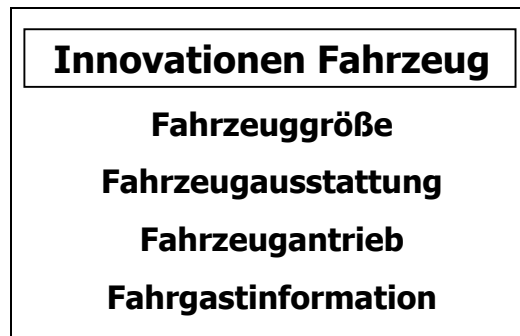 Innovationen Fahrzeug
Fahrzeuggröße
Fahrzeugausstattung
Fahrzeugantrieb
Fahrgastinformation